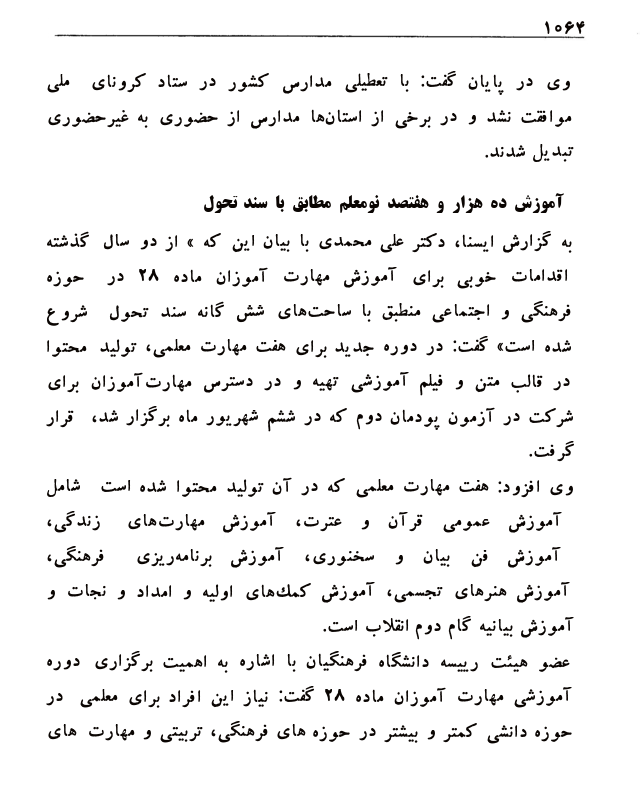 ۱۰۶۴
وی در پایان گفت: با تعطیلی مدارس کشور در ستاد کرونای ملی
موافقت نشد و در برخی از استان‌ها مدارس از حضوری به غیرحضوری
تبدیل شدند.
آموزش ده هزار و هفتصد نومعلم مطابق با سند تحول
به گزارش ایسنا، دکتر علی محمدی با بیان این که » از دو سال گذشته
اقدامات خوبی برای آموزش مهارت آموزان ماده ۲۸ در حوزه
فرهنگی و اجتماعی منطبق با ساحت‌های شش گانه سند تحول شروع
شده است» گفت: در دوره جدید برای هفت مهارت معلمی، تولید محتوا
در قالب متن و فیلم آموزشی تهیه و در دسترس مهارت‌آموزان برای
شرکت در آزمون پودمان دوم که در ششم شهریور ماه برگزار شد، قرار
گرفت.
وی افزود: هفت مهارت معلمی که در آن تولید محتوا شده است شامل
آموزش عمومی قرآن و عترت، آموزش مهارت‌های زندگی،
آموزش فن بیان و سخنوری، آموزش برنامه‌ریزی فرهنگی،
آموزش هنرهای تجسمی، آموزش کمك‌های اولیه و امداد و نجات و
آموزش بیانیه گام دوم انقلاب است.
عضو هیئت رییسه دانشگاه فرهنگیان با اشاره به اهمیت برگزاری دوره
آموزشی مهارت آموزان ماده ۲۸ گفت: نیاز این افراد برای معلمی در
حوزه دانشی کمتر و بیشتر در حوزه های فرهنگی، تربیتی و مهارت های